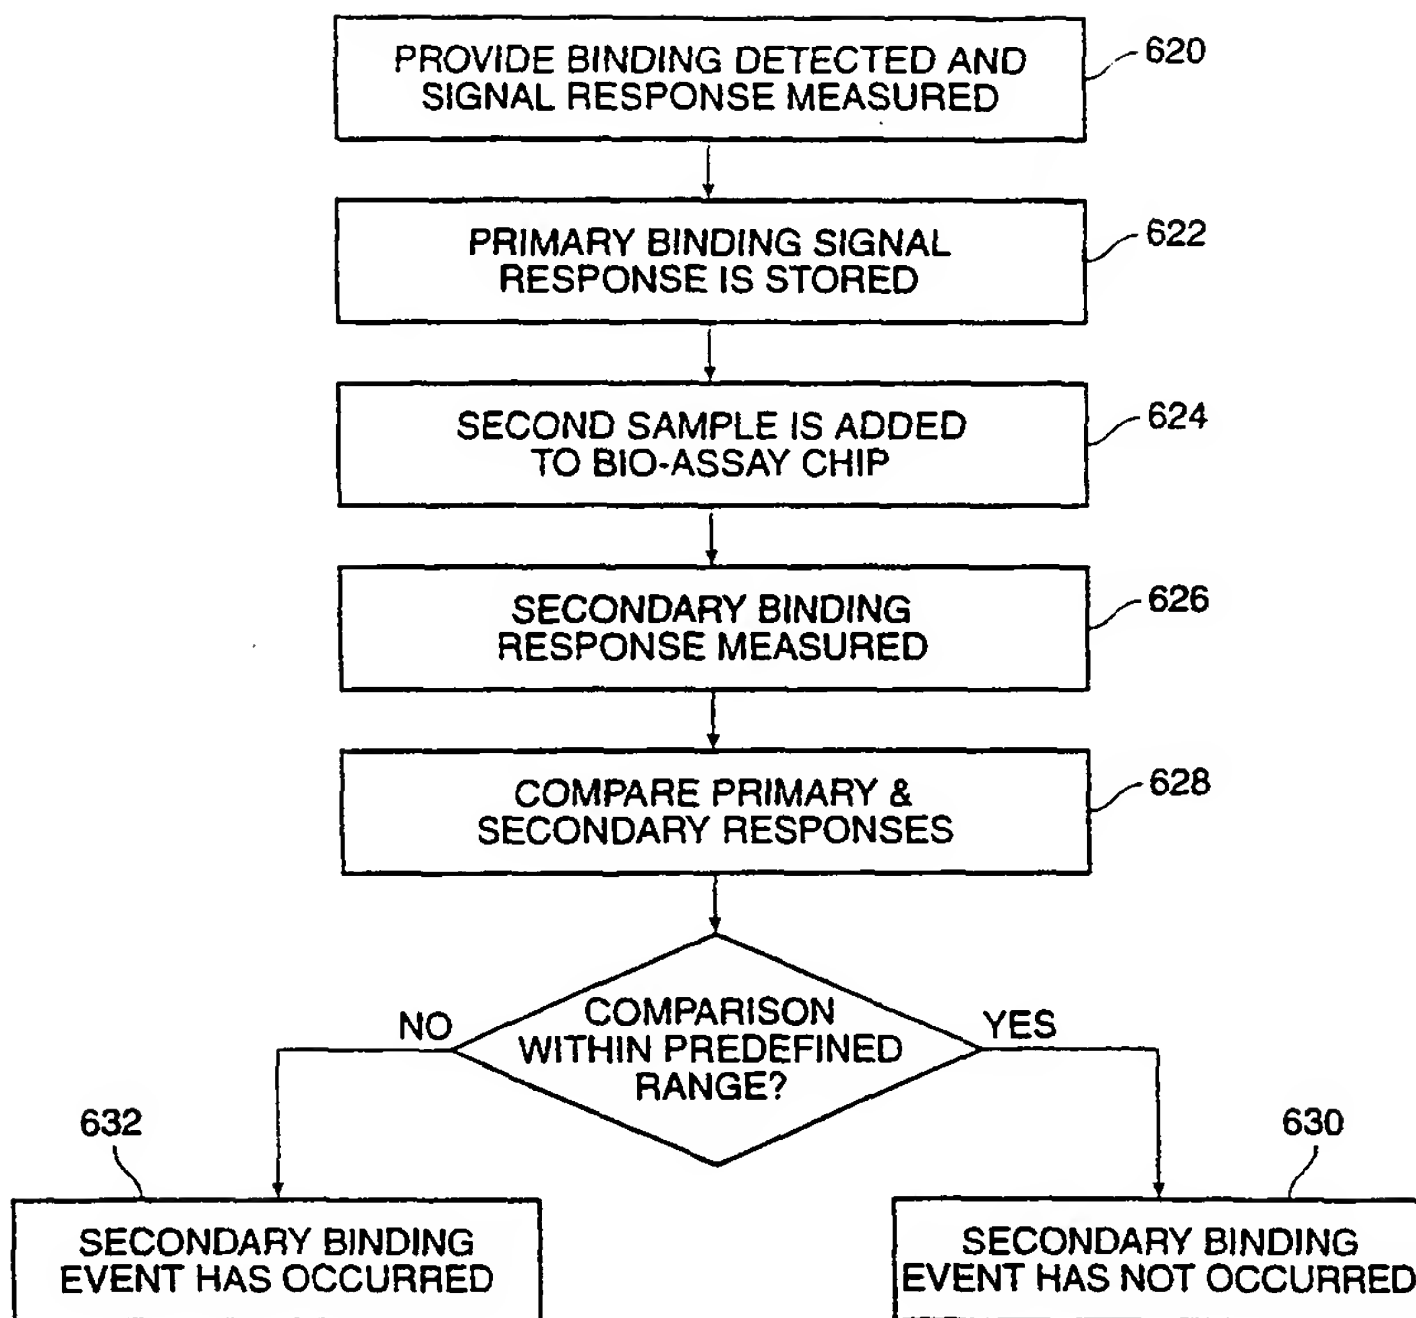 PROVIDE BINDING DETECTED AND
SIGNAL RESPONSE MEASURED
620
PRIMARY BINDING SIGNAL
RESPONSE IS STORED
622
SECOND SAMPLE IS ADDED
TO BIO-ASSAY CHIP
624
SECONDARY BINDING
RESPONSE MEASURED
626
COMPARE PRIMARY &
SECONDARY RESPONSES
628
COMPARISON
WITHIN PREDEFINED
RANGE?
NO
YES
632
SECONDARY BINDING
EVENT HAS OCCURRED
630
SECONDARY BINDING
EVENT HAS NOT OCCURRED